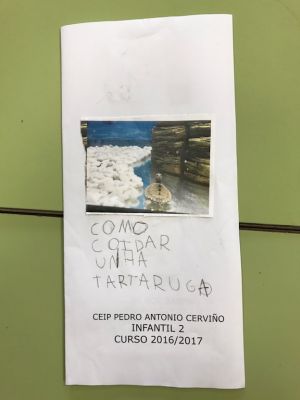 COMO
COIDAR
UNHA
TARTARUGA
CEIP PEDRO ANTONIO CERVIÑO
INFANTIL 2
CURSO 2016/2017